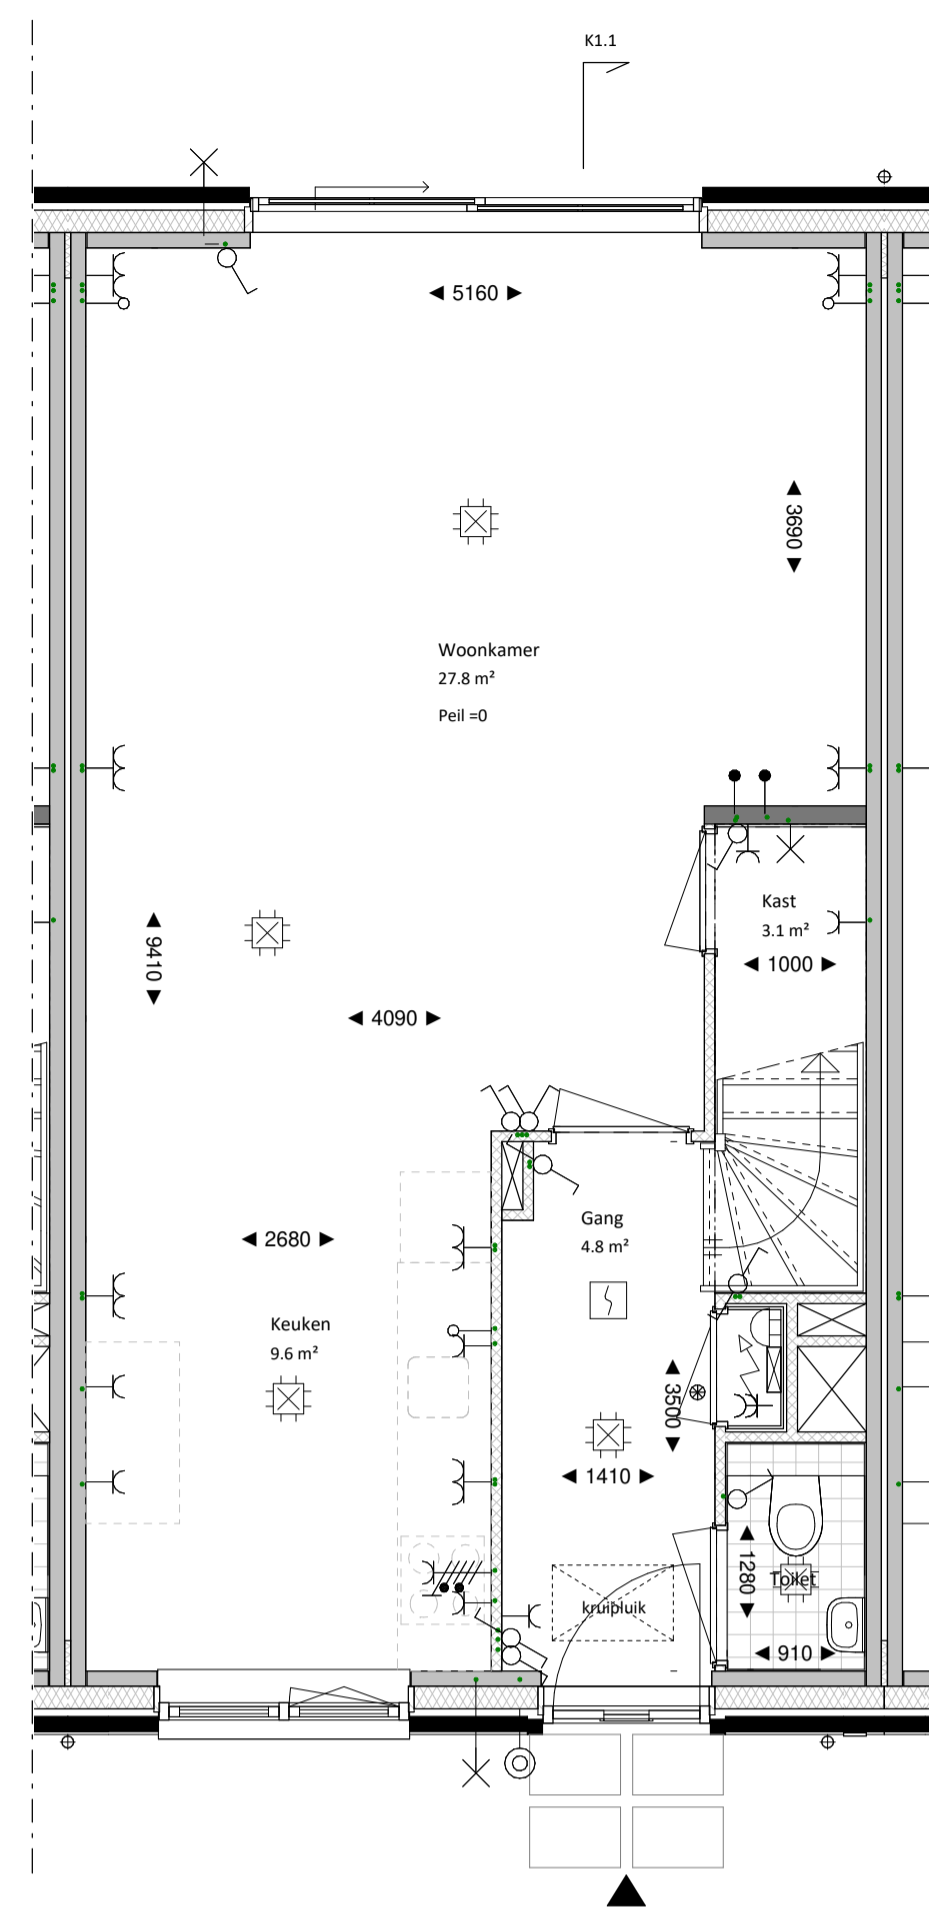 K1.1
5160
3690
Woonkamer
27.8 m²
Peil =0
Kast
3.1 m²
9410
1000
4090
Gang
4.8 m²
2680
Keuken
9.6 m²
3500
1410
1280
Toilet
kruipluik
910